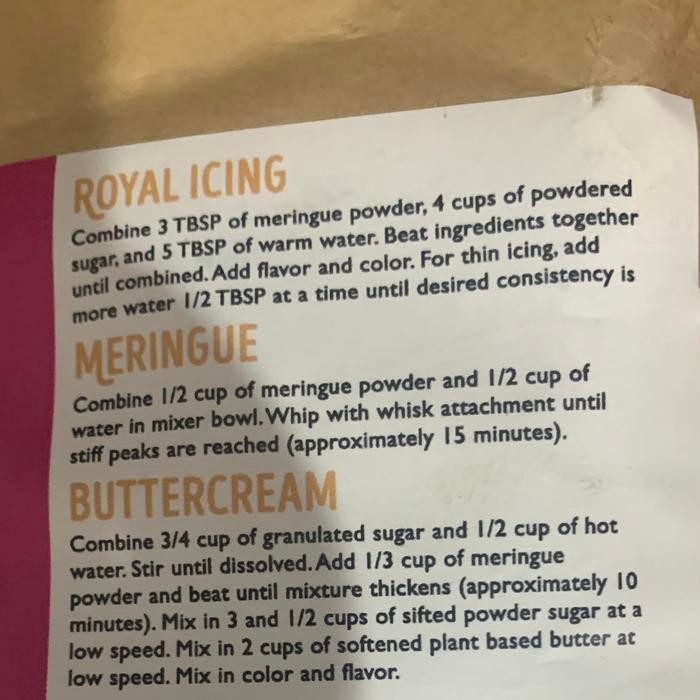 ROYAL ICING
Combine 3 TBSP of meringue powder, 4 cups of powdered
sugar, and 5 TBSP of warm water. Beat ingredients together
until combined. Add flavor and color. For thin icing, add
more water 1/2 TBSP at a time until desired consistency is
MERINGUE
Combine 1/2 cup of meringue powder and 1/2 cup of
water in mixer bowl. Whip with whisk attachment until
stiff peaks are reached (approximately 15 minutes).
BUTTERCREAM
Combine 3/4 cup of granulated sugar and 1/2 cup of hot
water. Stir until dissolved. Add 1/3 cup of meringue
powder and beat until mixture thickens (approximately 10
minutes). Mix in 3 and 1/2 cups of sifted powder sugar at a
low speed. Mix in 2 cups of softened plant based butter at
low speed. Mix in color and flavor.